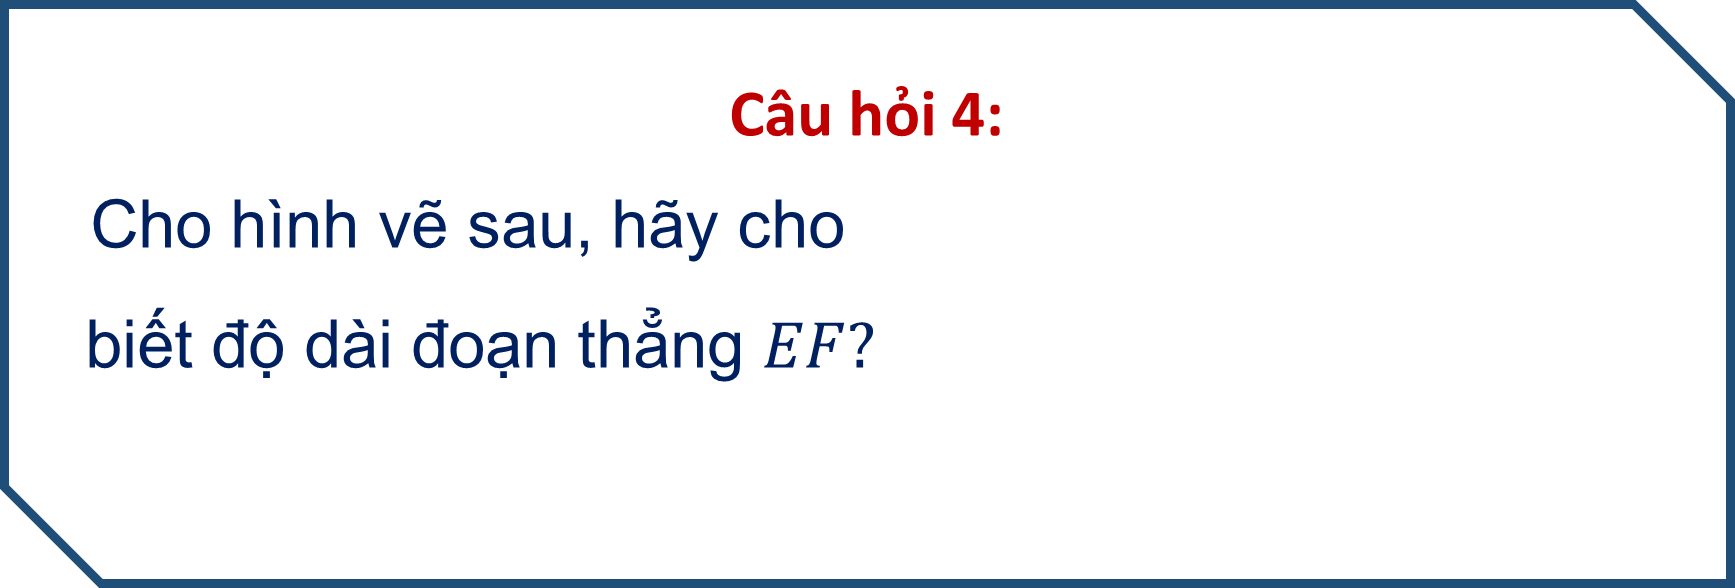 Câu hỏi 4:
Cho hình vẽ sau, hãy cho
biết độ dài đoạn thẳng EF?